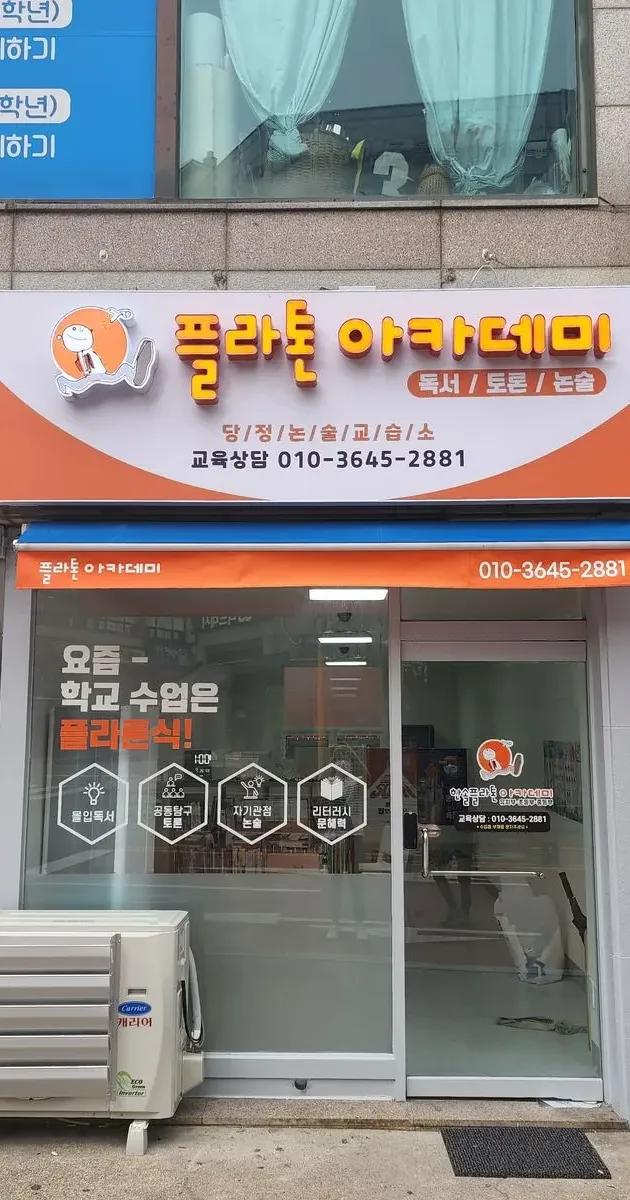 학년)
하기
학년)
하기
플라톤 아카데미
독서 / 토론 / 논술
당/정/논/술/교/습/소
교육상담 010-3645-2881
플라톤 아카데미
010-3645-2881
요즘 -
학교 수업은
플라톤식!
몰입독서
공동탐구
토론
자기관점
논술
리터러시
문해력
한솔플라톤 아카데미
교육상담 : 010-3645-2881
Carrier
캐리어
ECO
Green
Inverter